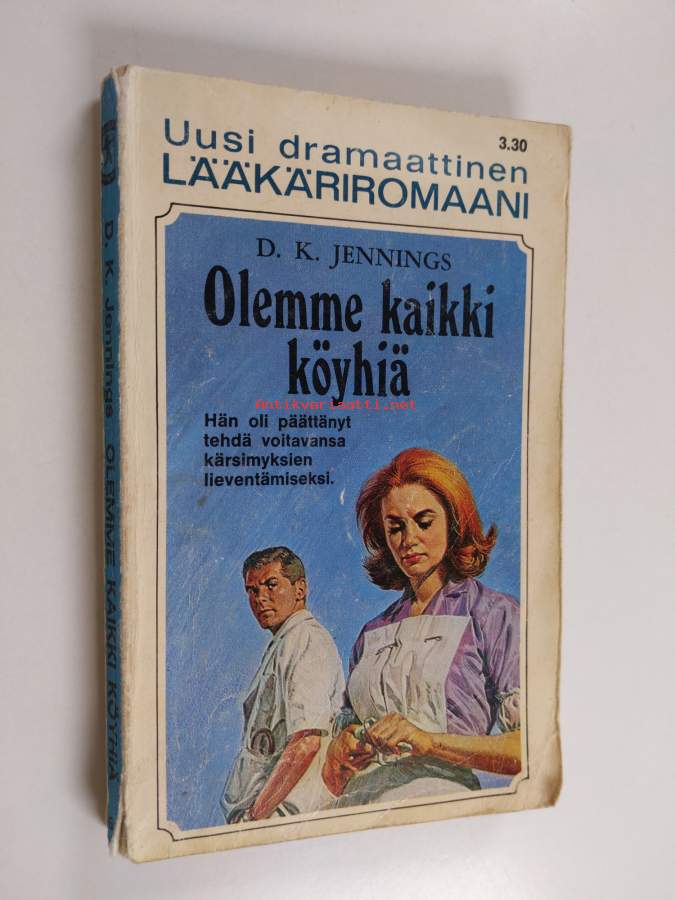 Uusi dramaattinen
3.30
LÄÄKÄRIROMAANI
D. K. JENNINGS
Olemme kaikki
köyhiä
Antikvariaatti.net
Hän oli päättänyt
tehdä voitavansa
kärsimyksien
lieventämiseksi.
D. K. Jennings OLEMME KAIKKI KÖYHIÄ